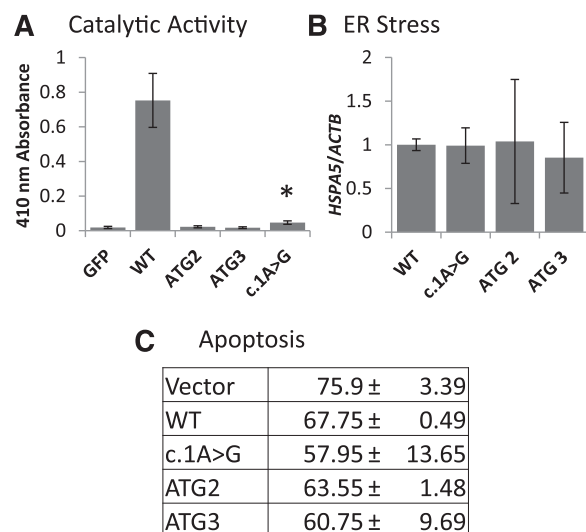 A Catalytic Activity
410 nm Absorbance
1
0.8
0.6
0.4
0.2
0
*
GFP
WT
ATG2
ATG3
c.1A>G
B ER Stress
HSPA5/ACTB
2
1.5
1
0.5
0
WT
c.1A>G
ATG 2
ATG 3
C Apoptosis
Vector 75.9 ± 3.39
WT 67.75 ± 0.49
c.1A>G 57.95 ± 13.65
ATG2 63.55 ± 1.48
ATG3 60.75 ± 9.69